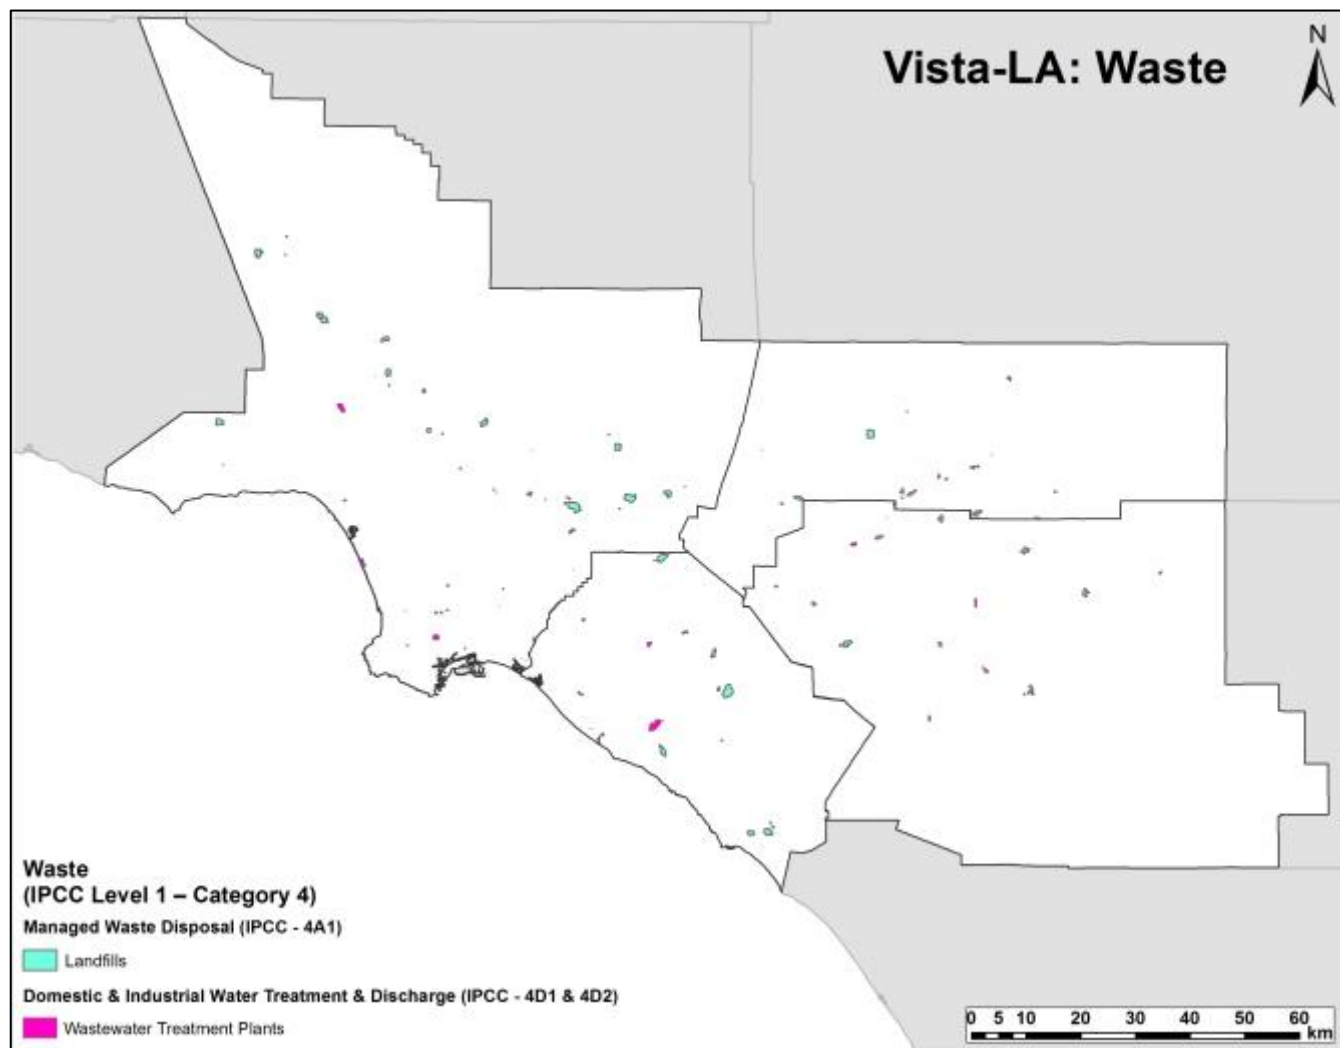 Vista-LA: Waste
N
Waste
(IPCC Level 1 – Category 4)
Managed Waste Disposal (IPCC - 4A1)
Landfills
Domestic & Industrial Water Treatment & Discharge (IPCC - 4D1 & 4D2)
Wastewater Treatment Plants
0 5 10 20 30 40 50 60
km